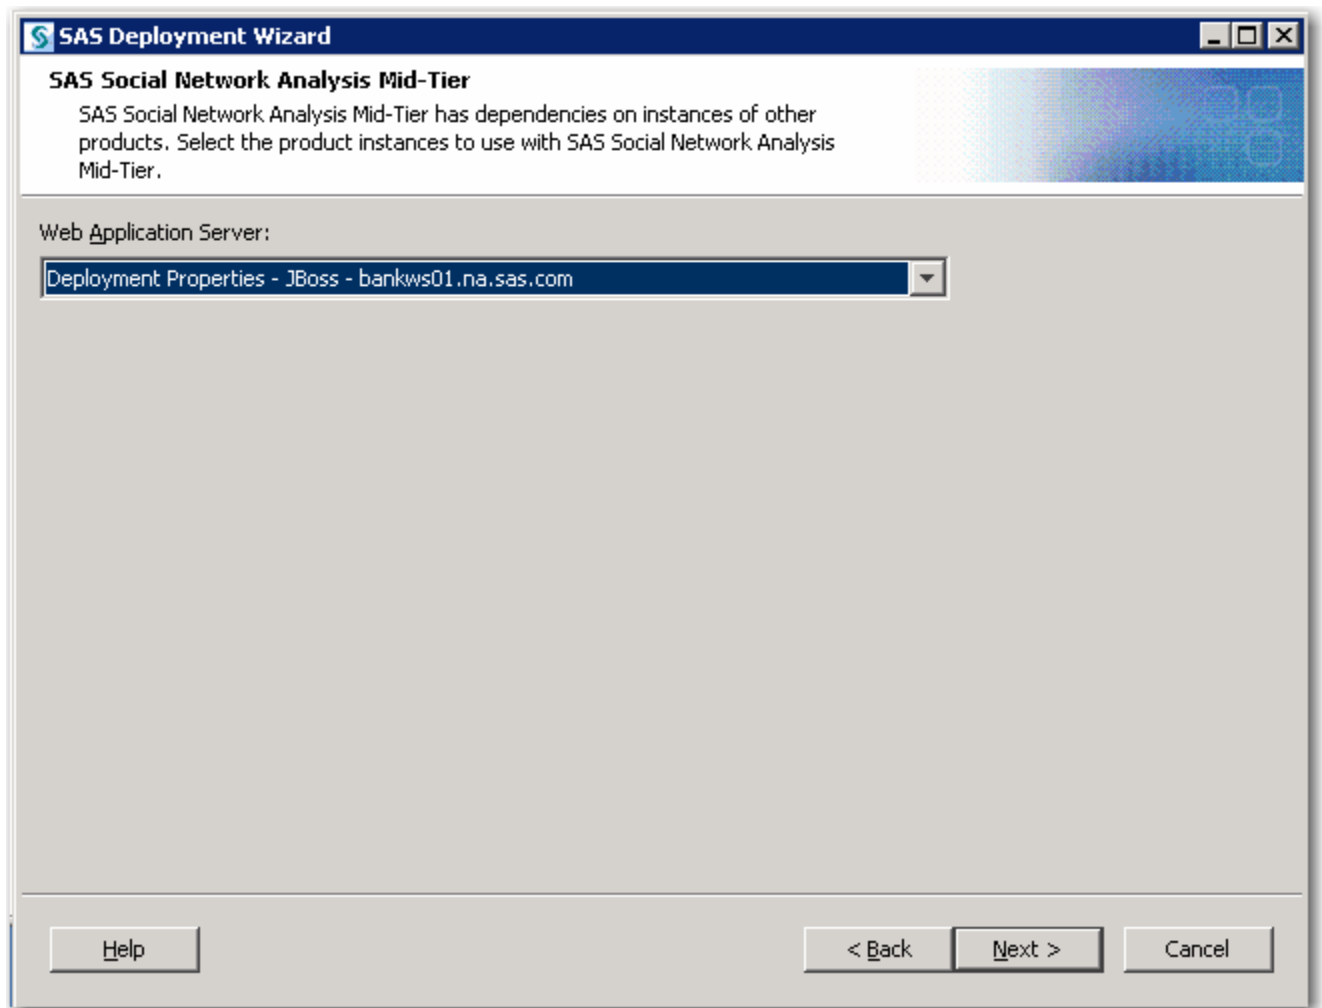 SAS Deployment Wizard
SAS Social Network Analysis Mid-Tier
SAS Social Network Analysis Mid-Tier has dependencies on instances of other
products. Select the product instances to use with SAS Social Network Analysis
Mid-Tier.
Web Application Server:
Deployment Properties - JBoss - bankws01.na.sas.com
Help
< Back
Next >
Cancel